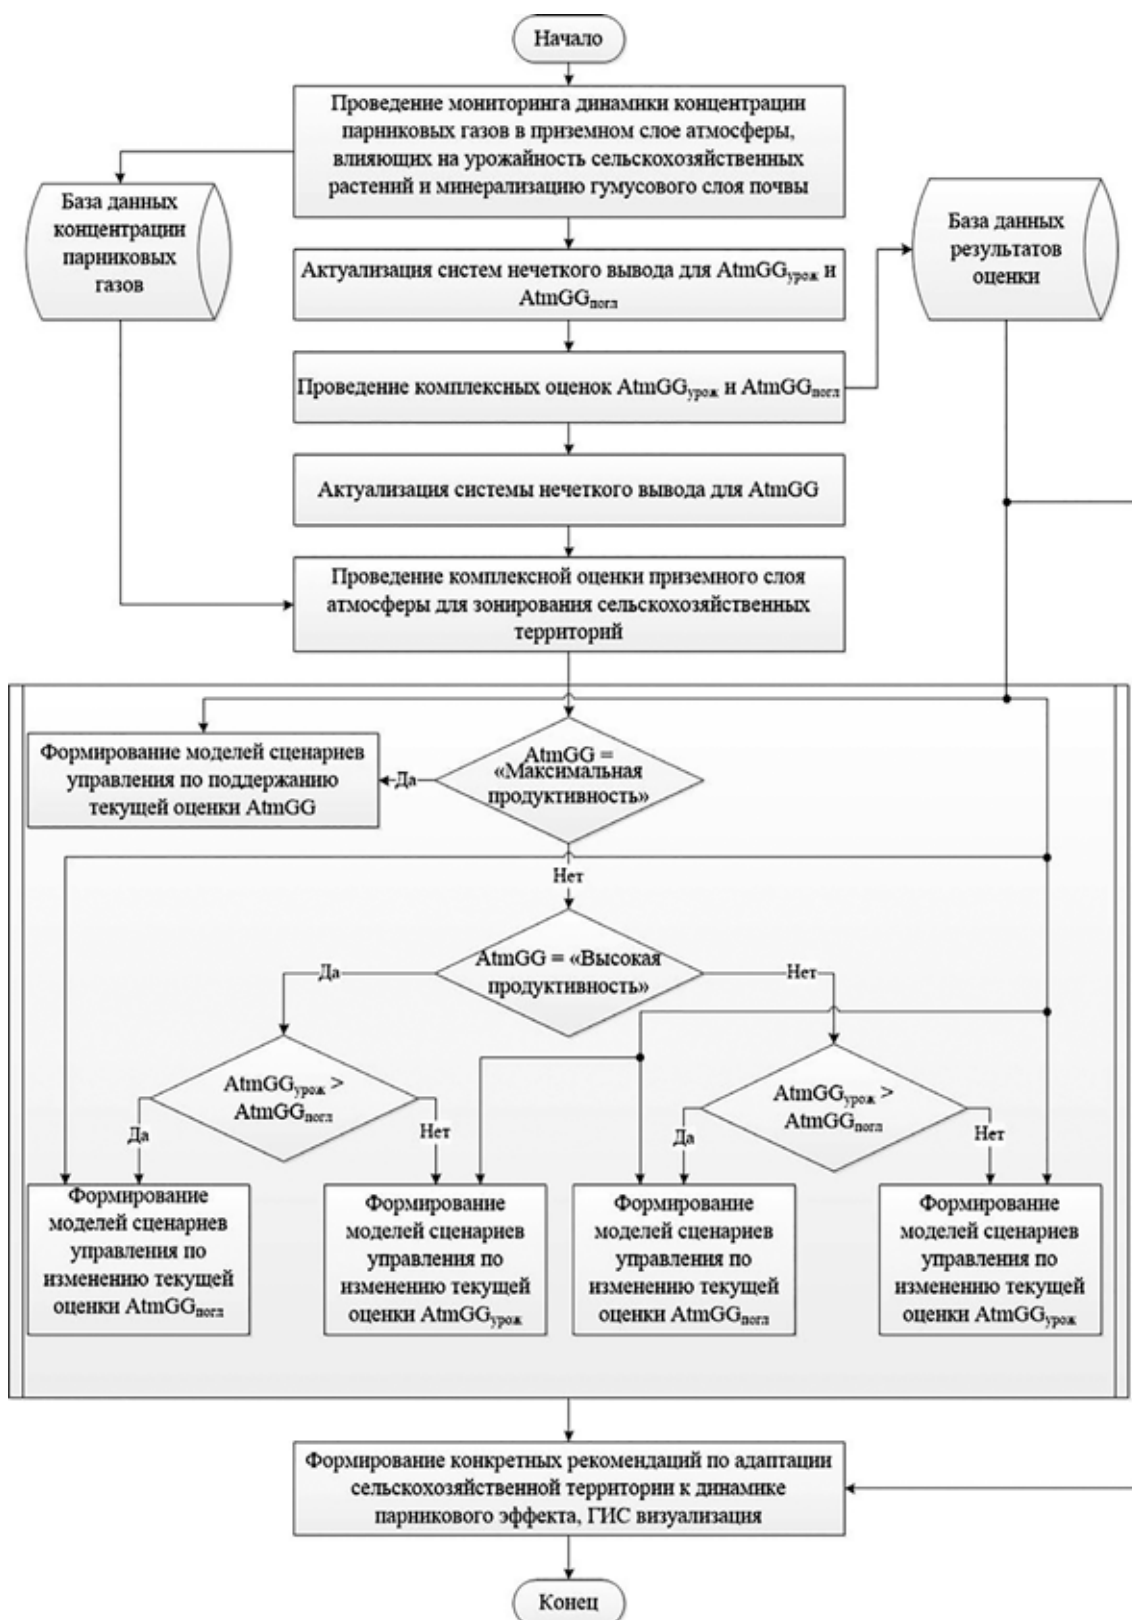 Начало
Проведение мониторинга динамики концентрации
парниковых газов в приземном слое атмосферы,
влияющих на урожайность сельскохозяйственных
растений и минерализацию гумусового слоя почвы
База данных
концентрации
парниковых
газов
База данных
результатов
оценки
Актуализация систем нечеткого вывода для AtmGGурож и
AtmGGпогл
Проведение комплексных оценок AtmGGурож и AtmGGпогл
Актуализация системы нечеткого вывода для AtmGG
Проведение комплексной оценки приземного слоя
атмосферы для зонирования сельскохозяйственных
территорий
Формирование моделей сценариев
управления по поддержанию
текущей оценки AtmGG
Да
AtmGG =
«Максимальная
продуктивность»
Нет
AtmGG = «Высокая
продуктивность»
Да
Нет
AtmGGурож >
AtmGGпогл
Да
Нет
AtmGGурож >
AtmGGпогл
Да
Нет
Формирование
моделей сценариев
управления по
изменению текущей
оценки AtmGGпогл
Формирование
моделей сценариев
управления по
изменению текущей
оценки AtmGGурож
Формирование
моделей сценариев
управления по
изменению текущей
оценки AtmGGпогл
Формирование
моделей сценариев
управления по
изменению текущей
оценки AtmGGурож
Формирование конкретных рекомендаций по адаптации
сельскохозяйственной территории к динамике
парникового эффекта, ГИС визуализация
Конец